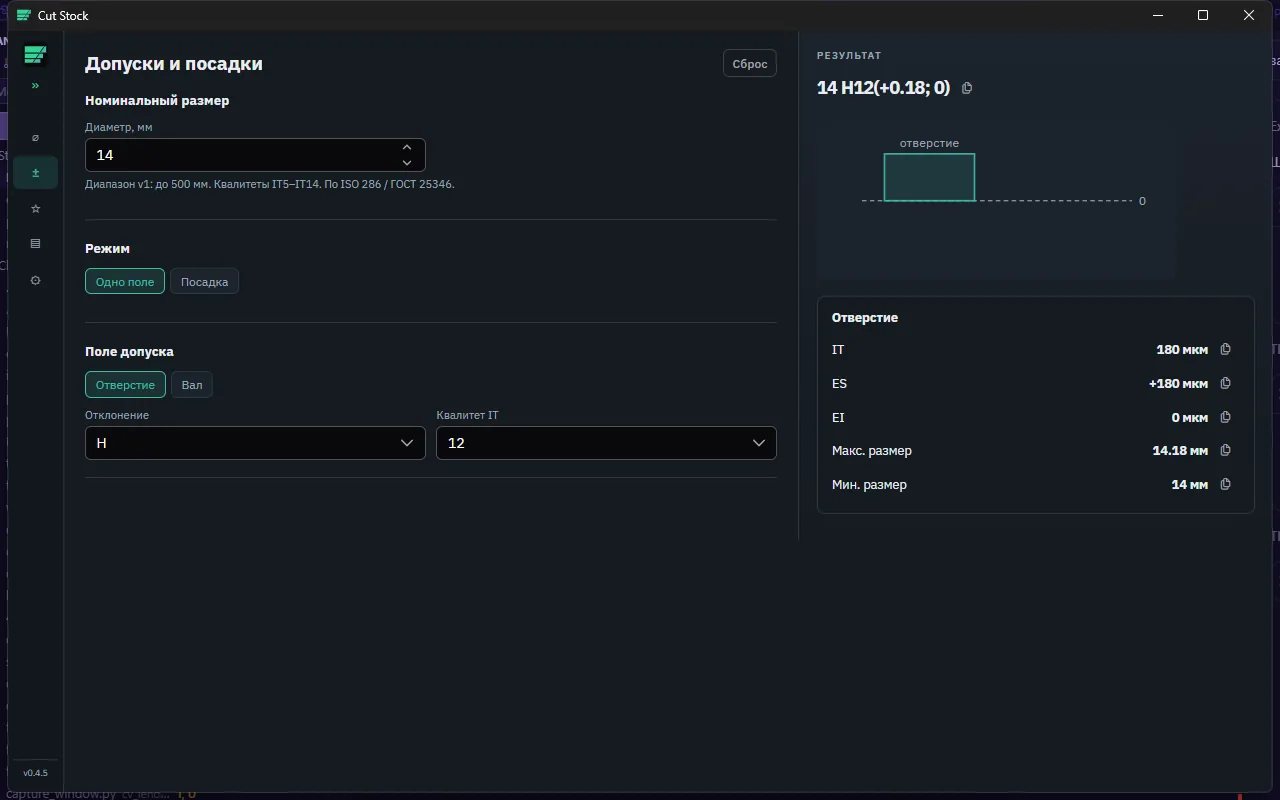 Cut Stock
Допуски и посадки
Сброс
Номинальный размер
Диаметр, мм
14
Диапазон v1: до 500 мм. Квалитеты IT5–IT14. По ISO 286 / ГОСТ 25346.
Режим
Одно поле
Посадка
Поле допуска
Отверстие
Вал
Отклонение
Квалитет IT
H
12
РЕЗУЛЬТАТ
14 H12(+0.18; 0)
отверстие
0
Отверстие
IT
180 мкм
ES
+180 мкм
EI
0 мкм
Макс. размер
14.18 мм
Мин. размер
14 мм
v0.4.5
capture_window.py